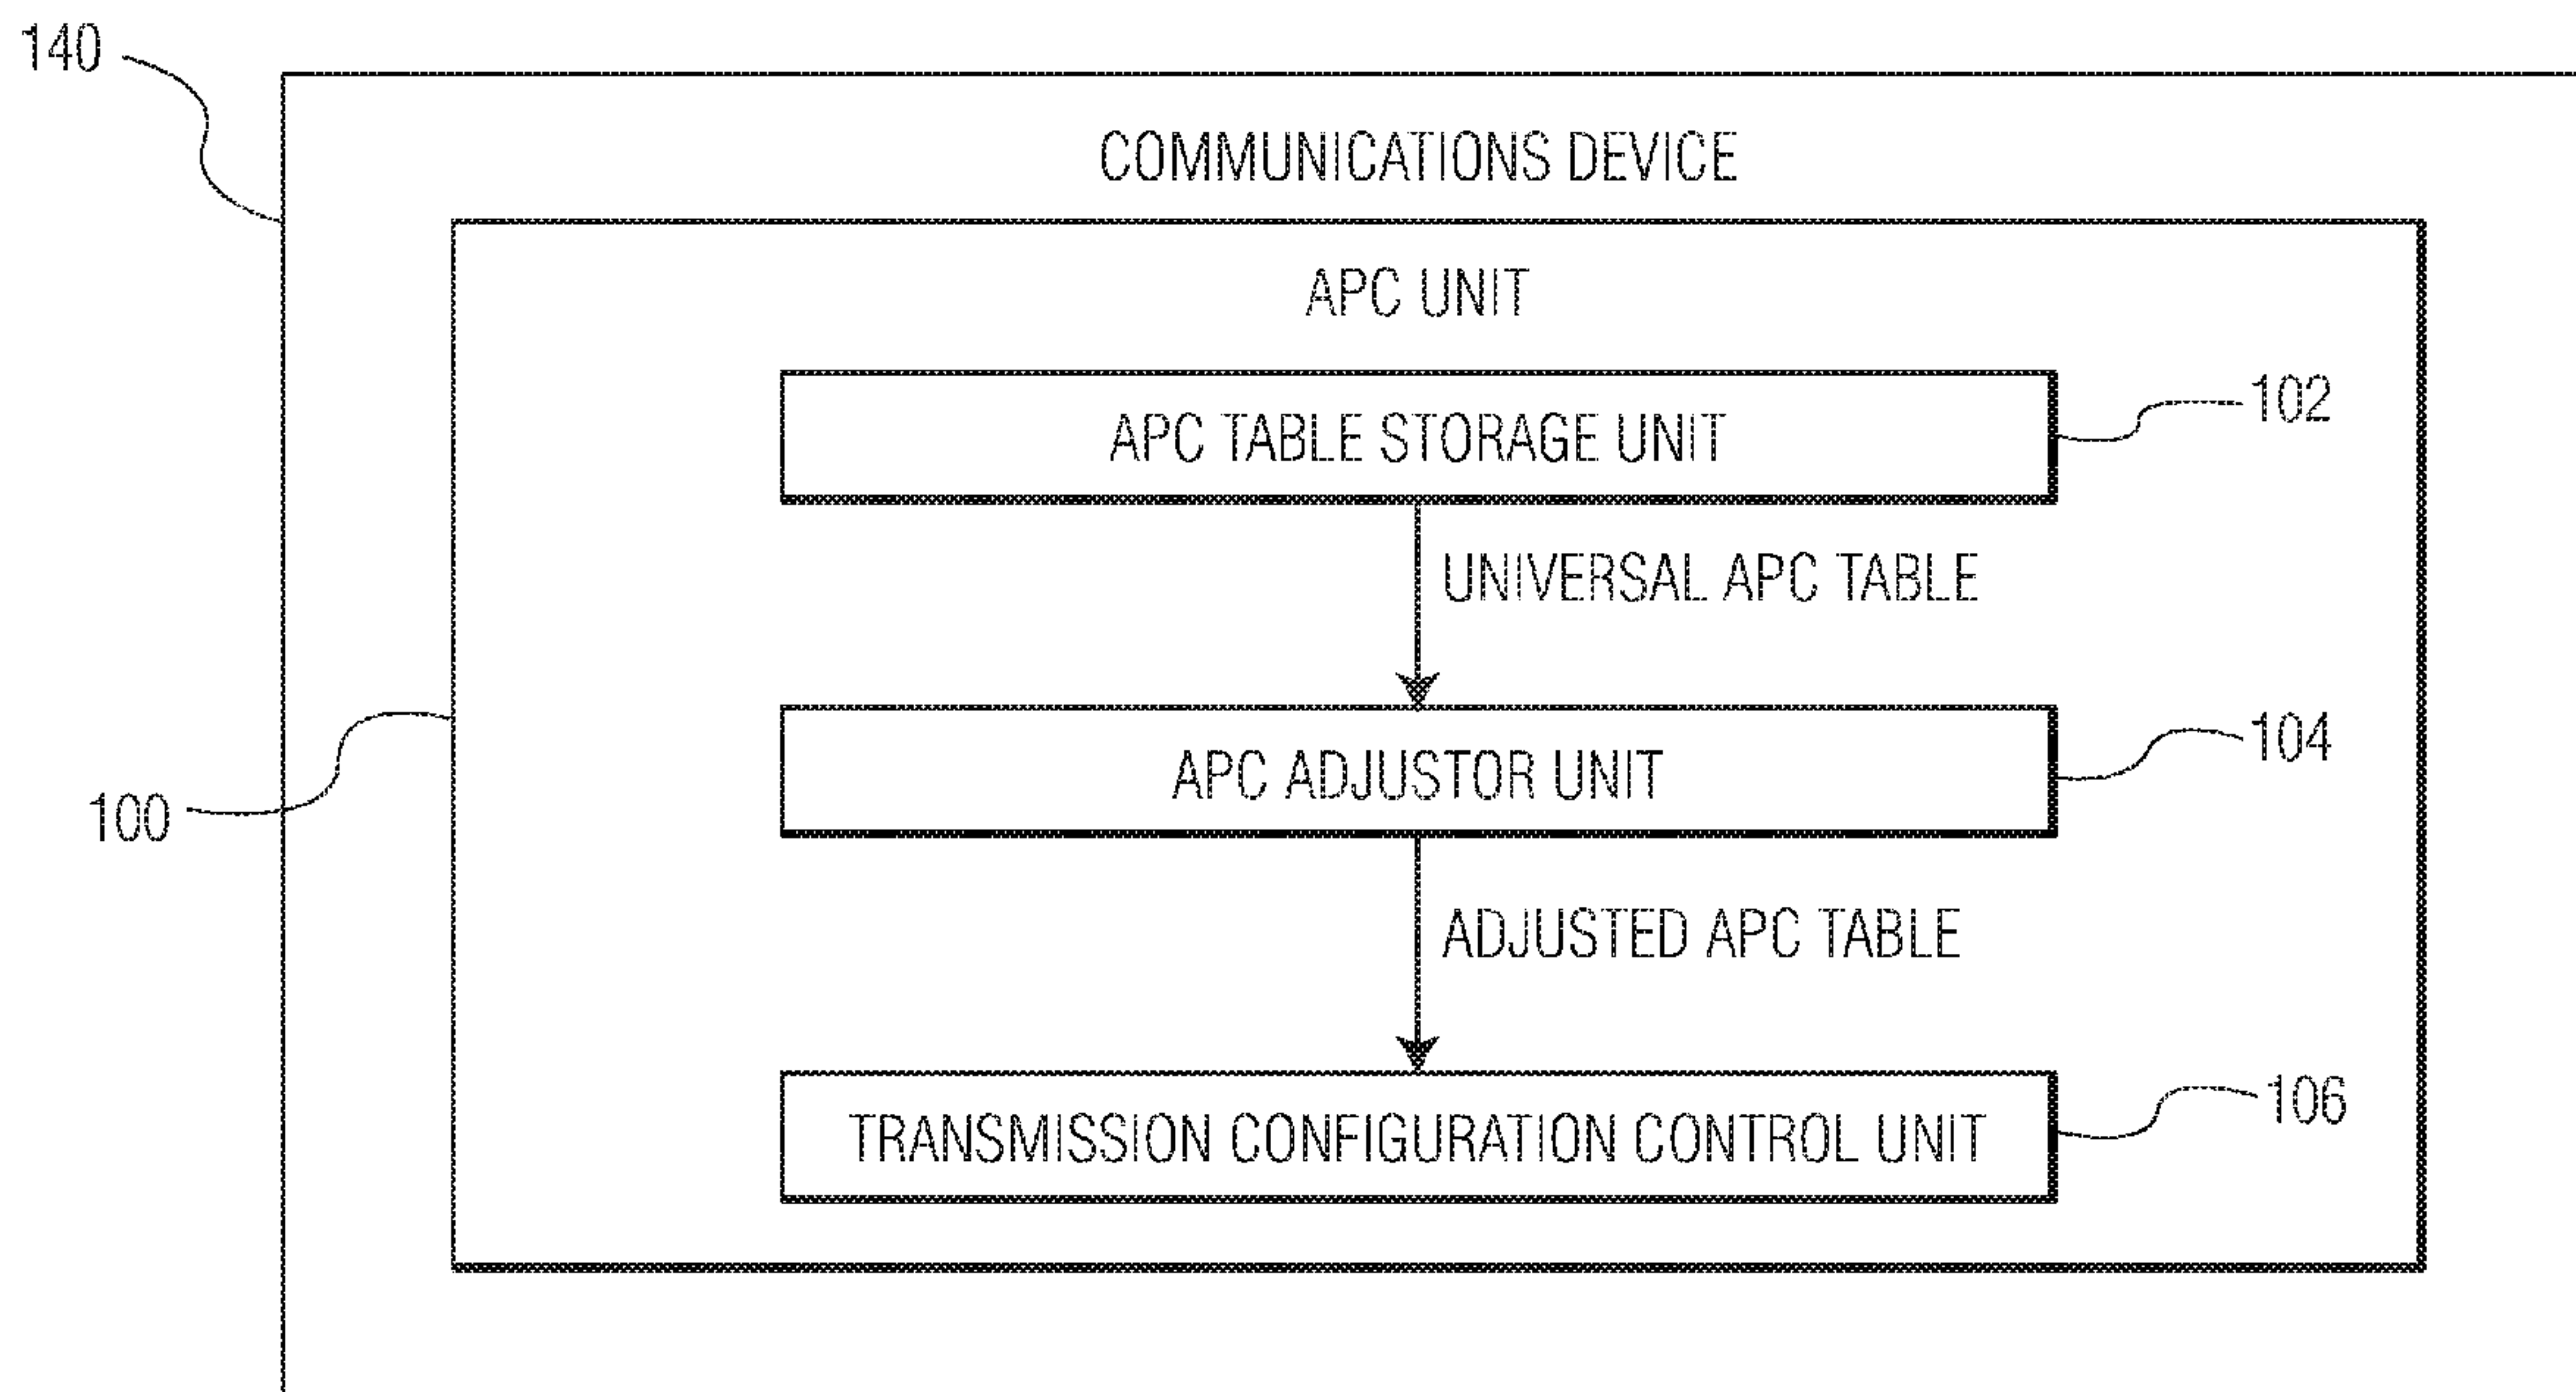 140
COMMUNICATIONS DEVICE
APC UNIT
APC TABLE STORAGE UNIT
102
UNIVERSAL APC TABLE
APC ADJUSTOR UNIT
104
100
ADJUSTED APC TABLE
TRANSMISSION CONFIGURATION CONTROL UNIT
106